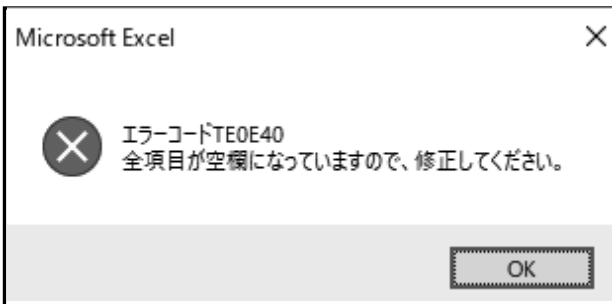 Microsoft Excel
エラーコードTE0E40
全項目が空欄になっていますので、修正してください。
OK